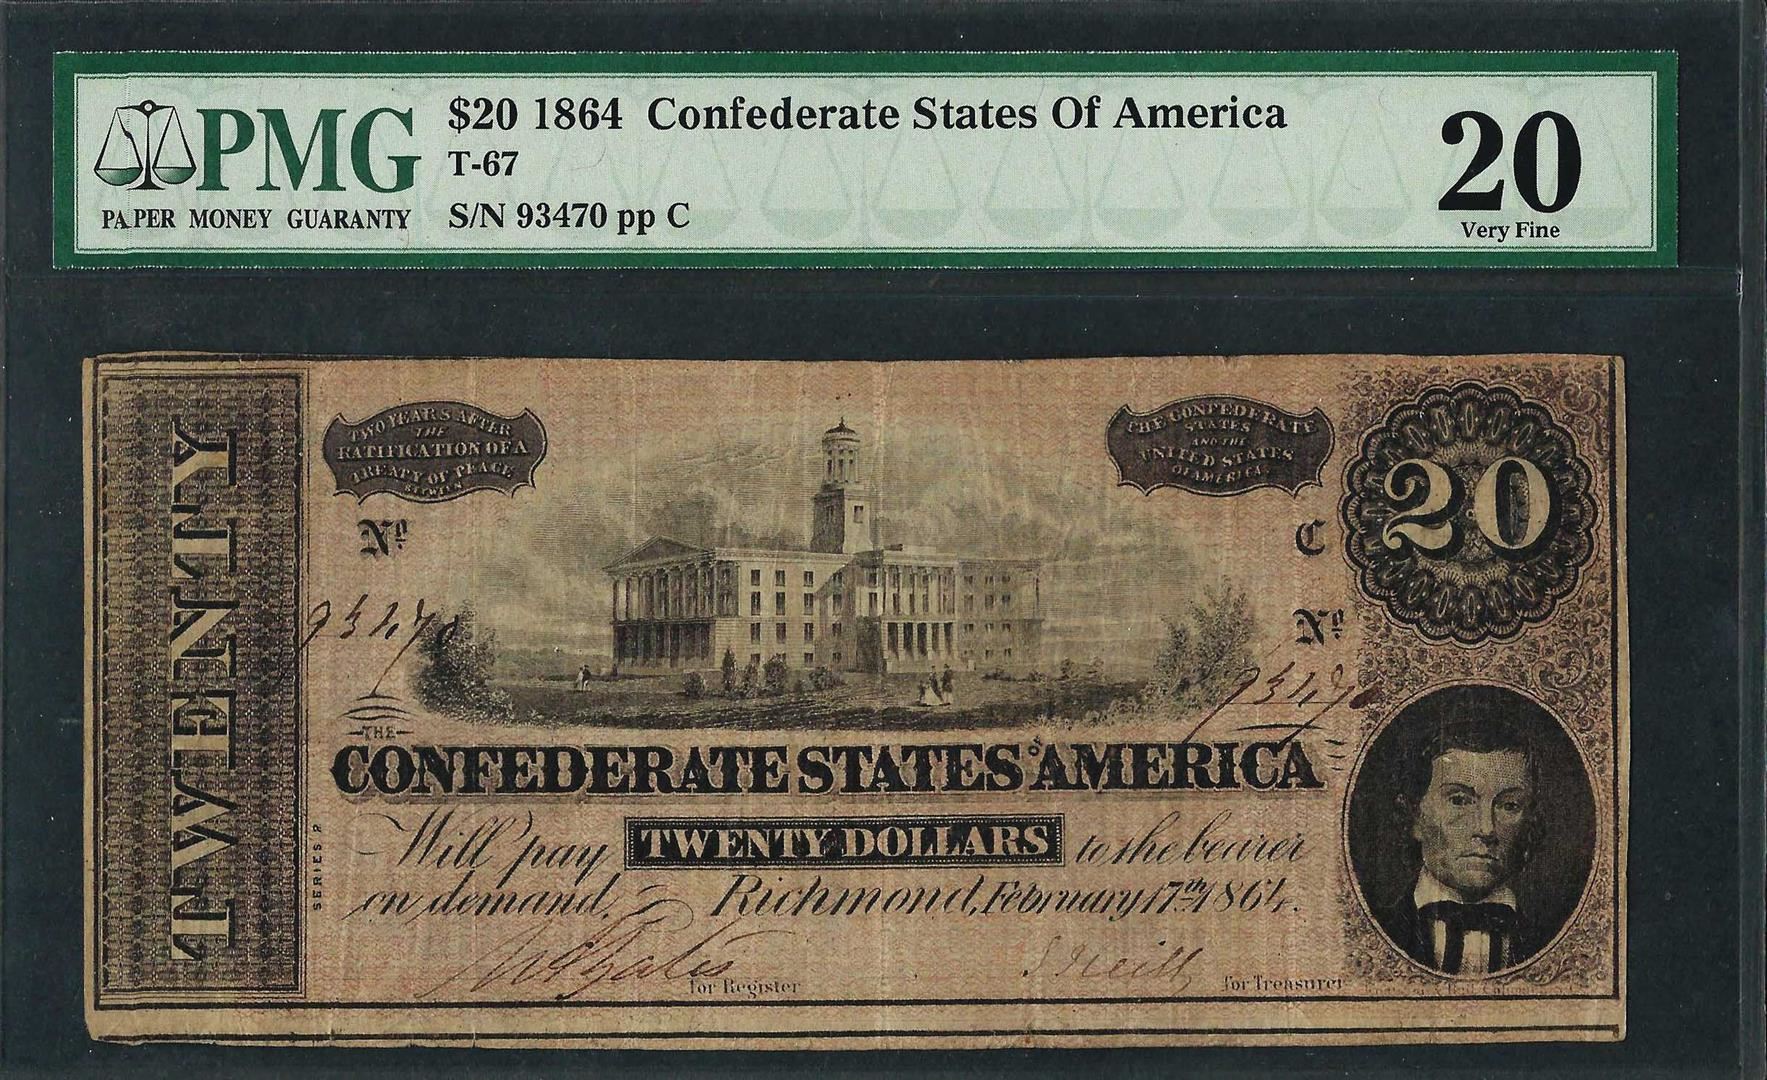 PMG
PAPER MONEY GUARANTY
$20 1864 Confederate States Of America
T-67
S/N 93470 pp C
20
Very Fine
TWENTY
TWO YEARS AFTER
THE
RATIFICATION OF A
TREATY OF PEACE
BETWEEN
THE CONFEDERATE
STATES
AND THE
UNITED STATES
OF AMERICA.
20
Nº
C
93470
Nº
93470
THE
CONFEDERATE STATES OF AMERICA
SERIES
Will pay TWENTY DOLLARS to the bearer
on demand. Richmond, February 17th 1864.
for Register
for Treasurer